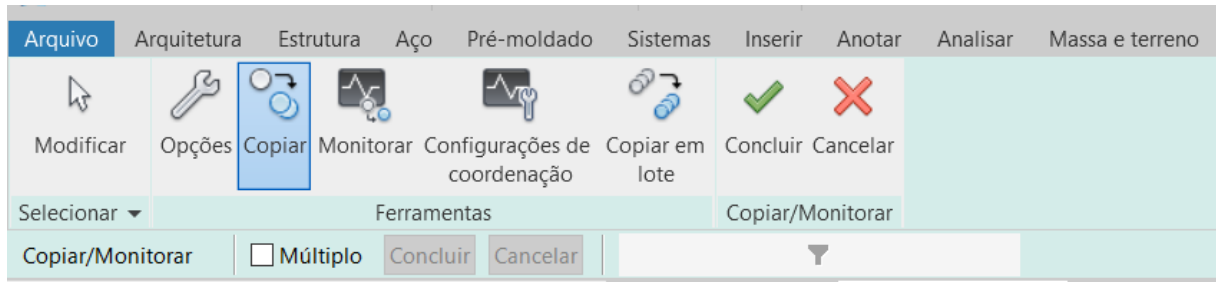 Arquivo Arquitetura Estrutura Aço Pré-moldado Sistemas Inserir Anotar Analisar Massa e terreno
Modificar Opções Copiar Monitorar Configurações de coordenação Copiar em lote Concluir Cancelar
Selecionar Ferramentas Copiar/Monitorar
Copiar/Monitorar Múltiplo Concluir Cancelar